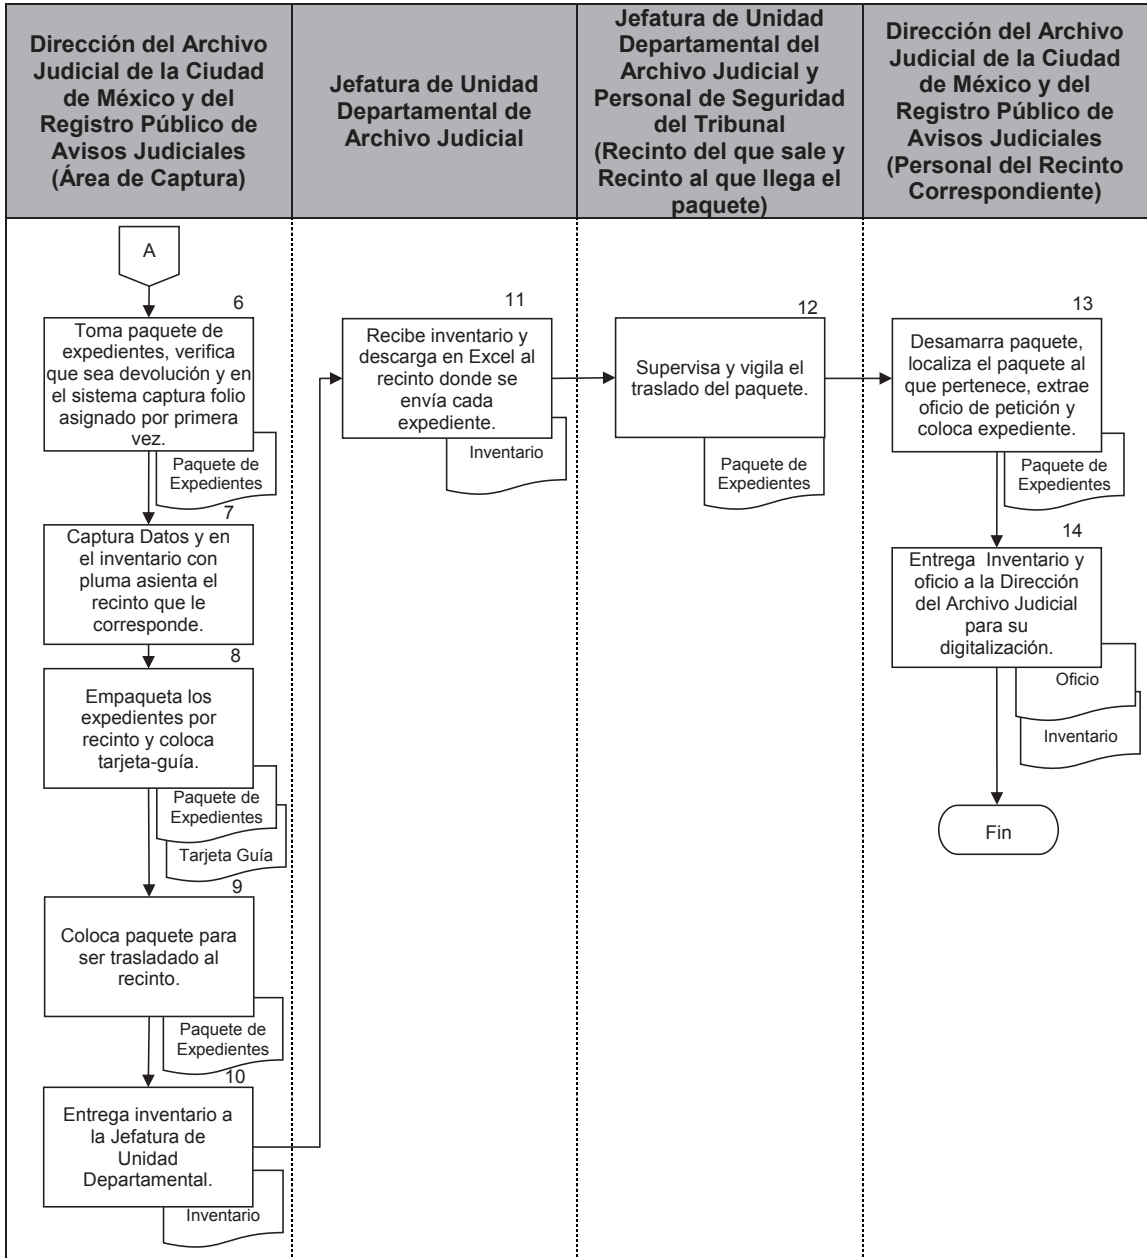 Dirección del Archivo
Judicial de la Ciudad
de México y del
Registro Público de
Avisos Judiciales
(Área de Captura)
Jefatura de Unidad
Departamental de
Archivo Judicial
Jefatura de Unidad
Departamental del
Archivo Judicial y
Personal de Seguridad
del Tribunal
(Recinto del que sale y
Recinto al que llega el
paquete)
Dirección del Archivo
Judicial de la Ciudad
de México y del
Registro Público de
Avisos Judiciales
(Personal del Recinto
Correspondiente)
A
6
Toma paquete de
expedientes, verifica
que sea devolución y en
el sistema captura folio
asignado por primera
vez.
Paquete de
Expedientes
7
Captura Datos y en
el inventario con
pluma asienta el
recinto que le
corresponde.
8
Empaqueta los
expedientes por
recinto y coloca
tarjeta-guía.
Paquete de
Expedientes
Tarjeta Guía
9
Coloca paquete para
ser trasladado al
recinto.
Paquete de
Expedientes
10
Entrega inventario a
la Jefatura de
Unidad
Departamental.
Inventario
11
Recibe inventario y
descarga en Excel al
recinto donde se
envía cada
expediente.
Inventario
12
Supervisa y vigila el
traslado del paquete.
Paquete de
Expedientes
13
Desamarra paquete,
localiza el paquete al
que pertenece, extrae
oficio de petición y
coloca expediente.
Paquete de
Expedientes
14
Entrega Inventario y
oficio a la Dirección
del Archivo Judicial
para su
digitalización.
Oficio
Inventario
Fin